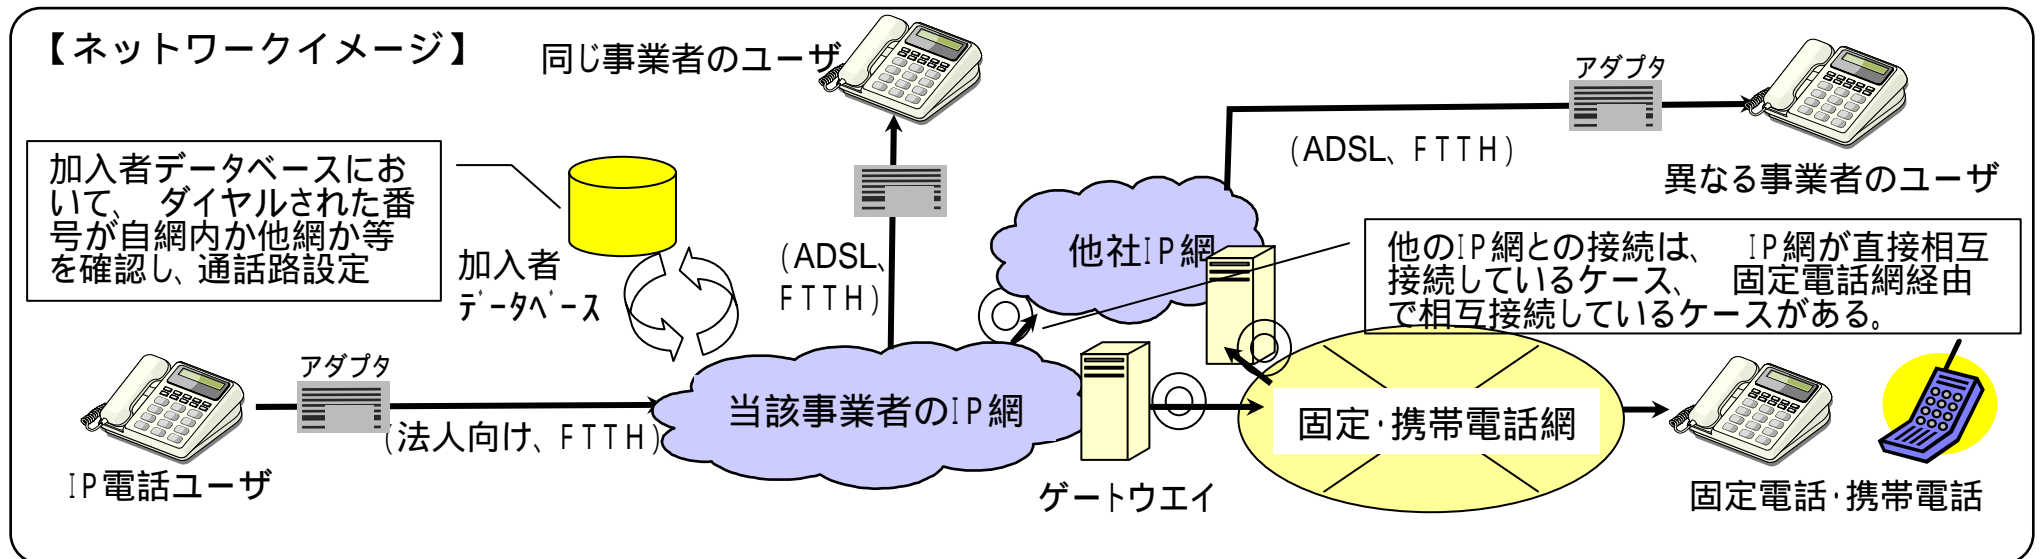 【ネットワークイメージ】
同じ事業者のユーザ
アダプタ
(ADSL、ＦＴＴＨ)
異なる事業者のユーザ
加入者データベースにお
いて、 ダイヤルされた番
号が自網内か他網か等
を確認し、通話路設定
加入者
ﾃﾞｰﾀﾍﾞｰｽ
(ADSL、
ＦＴＴＨ)
他社IP網
他のIP網との接続は、 IP網が直接相互
接続しているケース、 固定電話網経由
で相互接続しているケースがある。
アダプタ
(法人向け、ＦＴＴＨ)
IP電話ユーザ
当該事業者のIP網
ゲートウエイ
固定・携帯電話網
固定電話・携帯電話